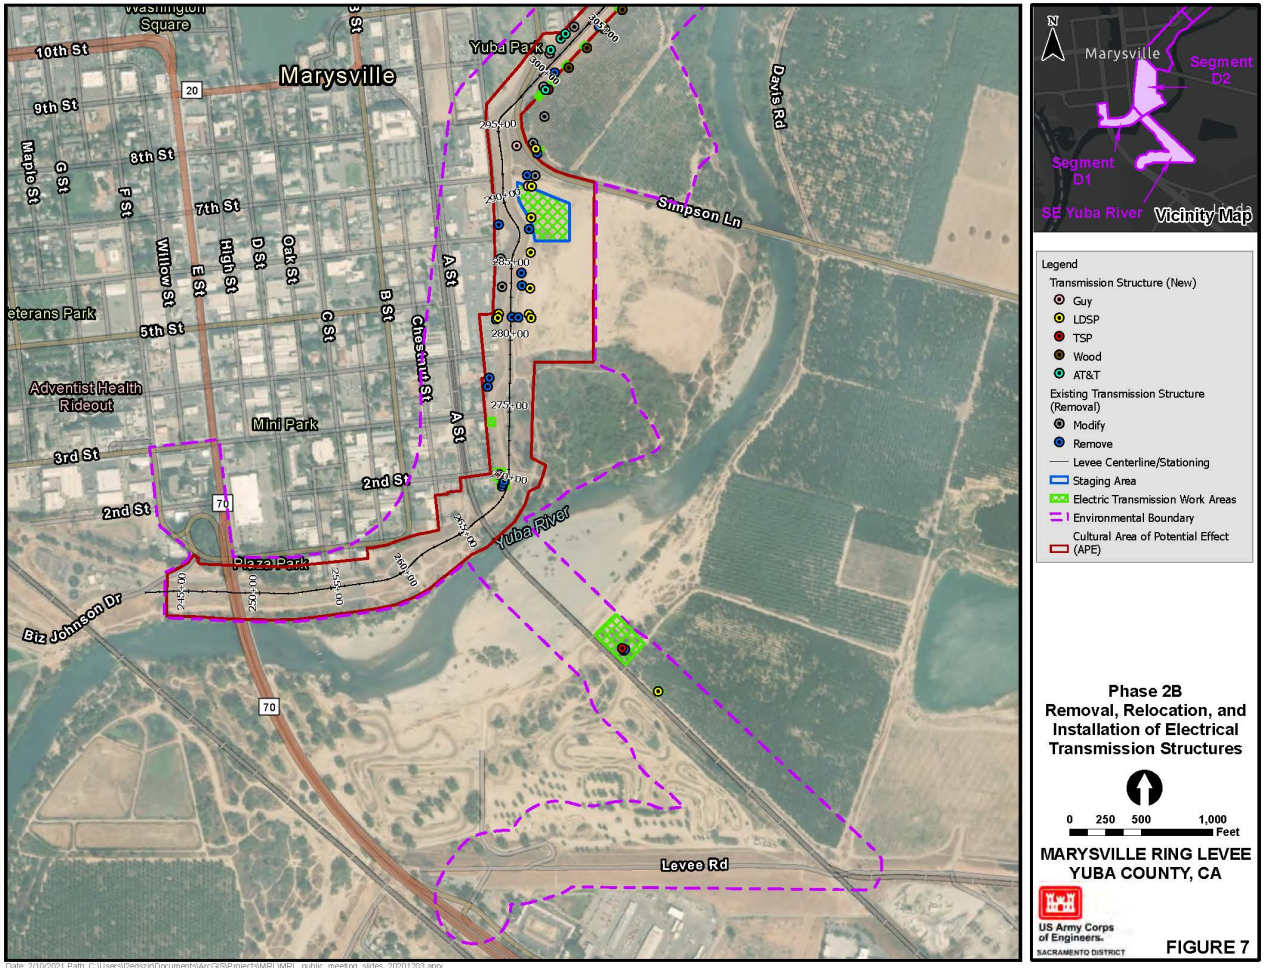 Washington
Square
10th St
B St
Yuba Park
Marysville
305+00
300+00
20
9th St
295+00
Davis Rd
8th St
Maple St
G St
F St
7th St
290+00
Simpson Ln
Willow St
E St
High St
D St
Oak St
A St
285+00
eterans Park
5th St
C St
B St
Chestnut St
280+00
Adventist Health
Rideout
Mini Park
275+00
A St
3rd St
2nd St
270+00
70
2nd St
265+00
Yuba River
Plaza Park
260+00
245+00
250+00
255+00
Biz Johnson Dr
70
Levee Rd
N
Marysville
Segment
D2
Segment
D1
SE Yuba River
Linda
Vicinity Map
Legend
Transmission Structure (New)
Guy
LDSP
TSP
Wood
AT&T
Existing Transmission Structure
(Removal)
Modify
Remove
Levee Centerline/Stationing
Staging Area
Electric Transmission Work Areas
Environmental Boundary
Cultural Area of Potential Effect
(APE)
Phase 2B
Removal, Relocation, and
Installation of Electrical
Transmission Structures
0 250 500 1,000
Feet
MARYSVILLE RING LEVEE
YUBA COUNTY, CA
US Army Corps
of Engineers®
SACRAMENTO DISTRICT
FIGURE 7